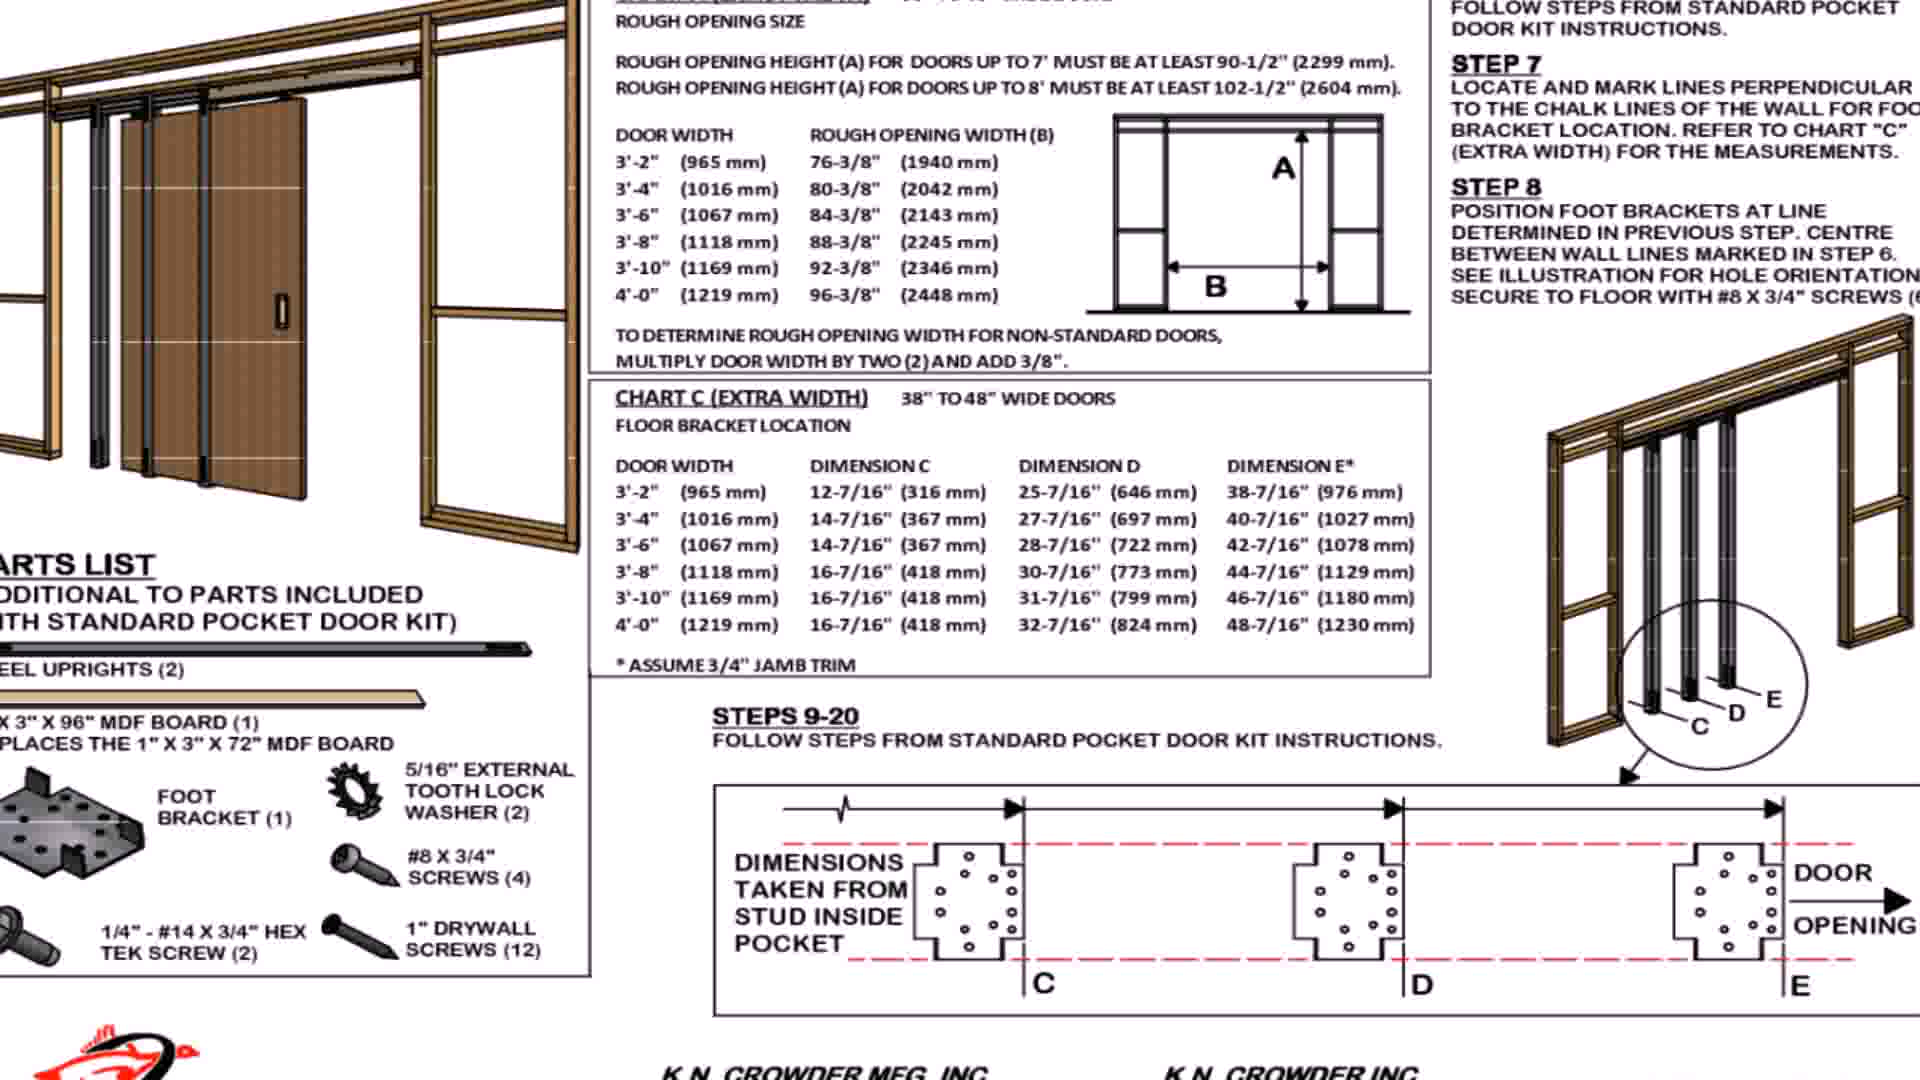 ROUGH OPENING SIZE
ROUGH OPENING HEIGHT (A) FOR DOORS UP TO 7' MUST BE AT LEAST 90-1/2" (2299 mm).
ROUGH OPENING HEIGHT (A) FOR DOORS UP TO 8' MUST BE AT LEAST 102-1/2" (2604 mm).
DOOR WIDTH ROUGH OPENING WIDTH (B)
3'-2" (965 mm) 76-3/8" (1940 mm)
3'-4" (1016 mm) 80-3/8" (2042 mm)
3'-6" (1067 mm) 84-3/8" (2143 mm)
3'-8" (1118 mm) 88-3/8" (2245 mm)
3'-10" (1169 mm) 92-3/8" (2346 mm)
4'-0" (1219 mm) 96-3/8" (2448 mm)
A
B
TO DETERMINE ROUGH OPENING WIDTH FOR NON-STANDARD DOORS,
MULTIPLY DOOR WIDTH BY TWO (2) AND ADD 3/8".
CHART C (EXTRA WIDTH) 38" TO 48" WIDE DOORS
FLOOR BRACKET LOCATION
DOOR WIDTH DIMENSION C DIMENSION D DIMENSION E*
3'-2" (965 mm) 12-7/16" (316 mm) 25-7/16" (646 mm) 38-7/16" (976 mm)
3'-4" (1016 mm) 14-7/16" (367 mm) 27-7/16" (697 mm) 40-7/16" (1027 mm)
3'-6" (1067 mm) 14-7/16" (367 mm) 28-7/16" (722 mm) 42-7/16" (1078 mm)
3'-8" (1118 mm) 16-7/16" (418 mm) 30-7/16" (773 mm) 44-7/16" (1129 mm)
3'-10" (1169 mm) 16-7/16" (418 mm) 31-7/16" (799 mm) 46-7/16" (1180 mm)
4'-0" (1219 mm) 16-7/16" (418 mm) 32-7/16" (824 mm) 48-7/16" (1230 mm)
* ASSUME 3/4" JAMB TRIM
FOLLOW STEPS FROM STANDARD POCKET
DOOR KIT INSTRUCTIONS.
STEP 7
LOCATE AND MARK LINES PERPENDICULAR
TO THE CHALK LINES OF THE WALL FOR FOO
BRACKET LOCATION. REFER TO CHART "C"
(EXTRA WIDTH) FOR THE MEASUREMENTS.
STEP 8
POSITION FOOT BRACKETS AT LINE
DETERMINED IN PREVIOUS STEP. CENTRE
BETWEEN WALL LINES MARKED IN STEP 6.
SEE ILLUSTRATION FOR HOLE ORIENTATION
SECURE TO FLOOR WITH #8 X 3/4" SCREWS (6
C D E
ARTS LIST
DDITIONAL TO PARTS INCLUDED
ITH STANDARD POCKET DOOR KIT)
EEL UPRIGHTS (2)
X 3" X 96" MDF BOARD (1)
PLACES THE 1" X 3" X 72" MDF BOARD
FOOT
BRACKET (1)
5/16" EXTERNAL
TOOTH LOCK
WASHER (2)
#8 X 3/4"
SCREWS (4)
1/4" - #14 X 3/4" HEX
TEK SCREW (2)
1" DRYWALL
SCREWS (12)
STEPS 9-20
FOLLOW STEPS FROM STANDARD POCKET DOOR KIT INSTRUCTIONS.
DIMENSIONS
TAKEN FROM
STUD INSIDE
POCKET
DOOR
OPENING
C D E
K.N. CROWDER MFG. INC. K.N. CROWDER INC.